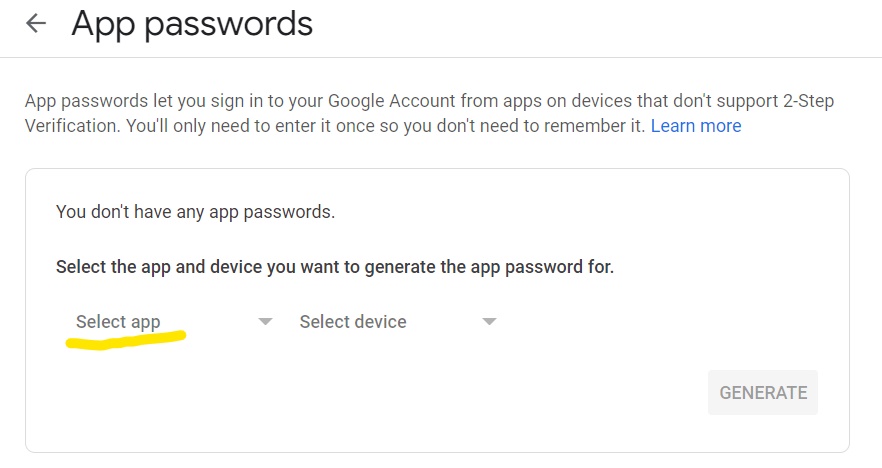 App passwords
App passwords let you sign in to your Google Account from apps on devices that don't support 2-Step
Verification. You'll only need to enter it once so you don't need to remember it. Learn more
You don't have any app passwords.
Select the app and device you want to generate the app password for.
Select app Select device
GENERATE